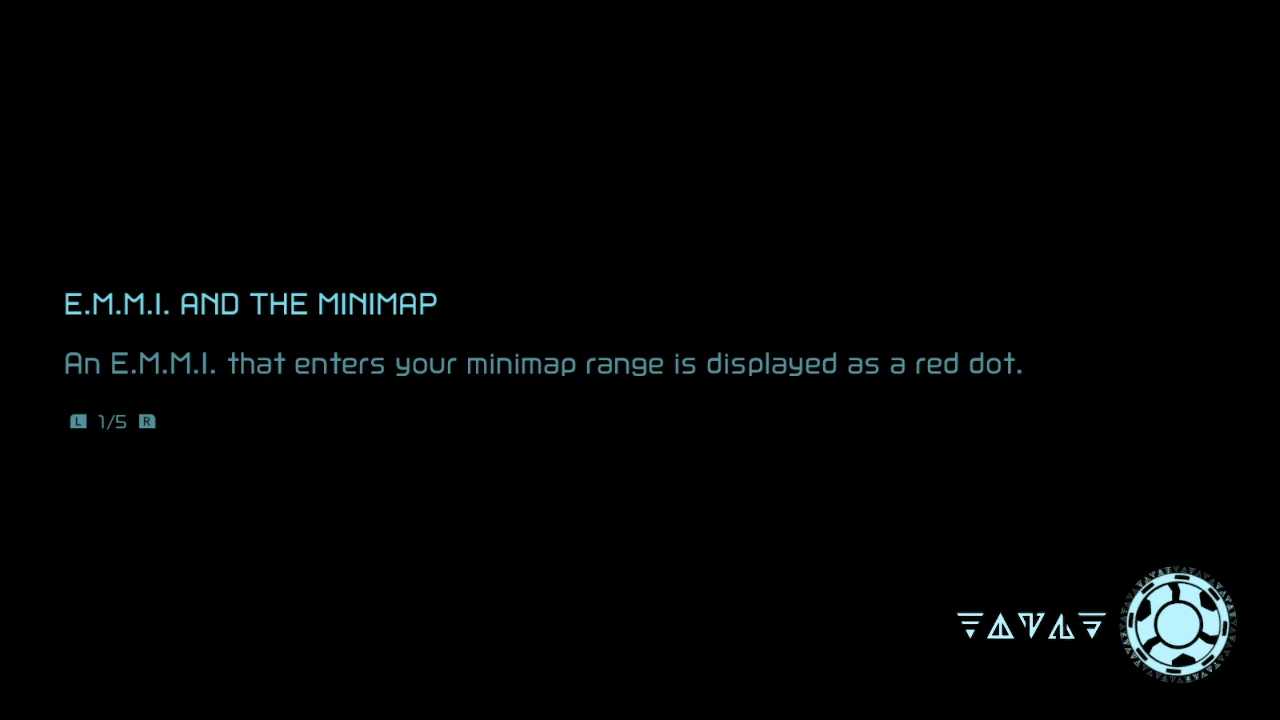 E.M.M.I. AND THE MINIMAP
An E.M.M.I. that enters your minimap range is displayed as a red dot.
L 1/5 R